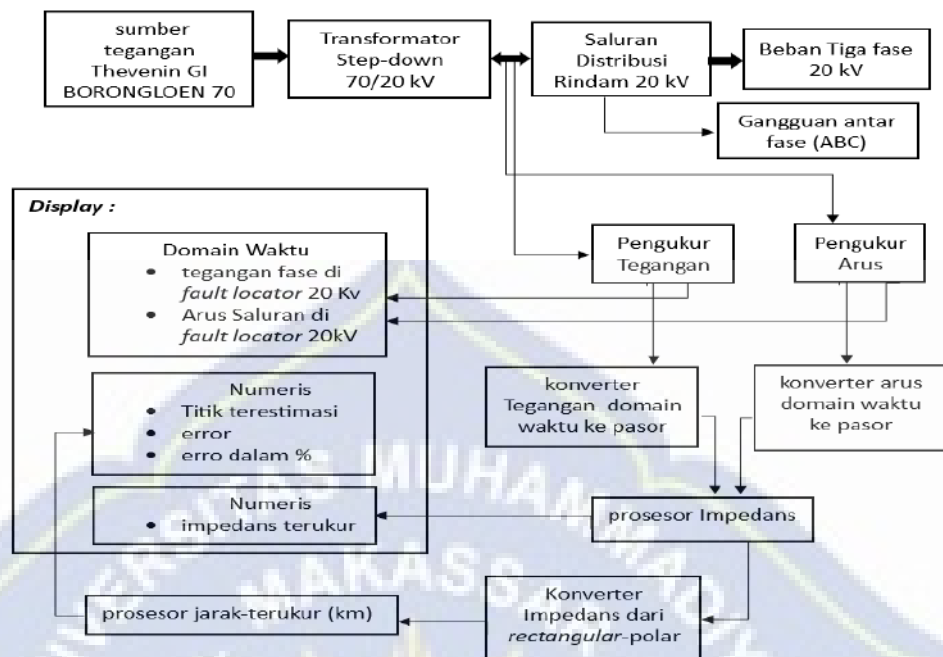 sumber
tegangan
Thevenin GI
BORONGLOEN 70
Transformator
Step-down
70/20 kV
Saluran
Distribusi
Rindam 20 kV
Beban Tiga fase
20 kV
Gangguan antar
fase (ABC)
Display :
Domain Waktu
• tegangan fase di
fault locator 20 Kv
• Arus Saluran di
fault locator 20kV
Pengukur
Tegangan
Pengukur
Arus
Numeris
• Titik terestimasi
• error
• erro dalam %
konverter
Tegangan domain
waktu ke pasor
konverter arus
domain waktu
ke pasor
Numeris
• impedans terukur
prosesor Impedans
prosesor jarak-terukur (km)
Konverter
Impedans dari
rectangular-polar
UNIVERSITAS MUHAMMADIY
MAKASSA